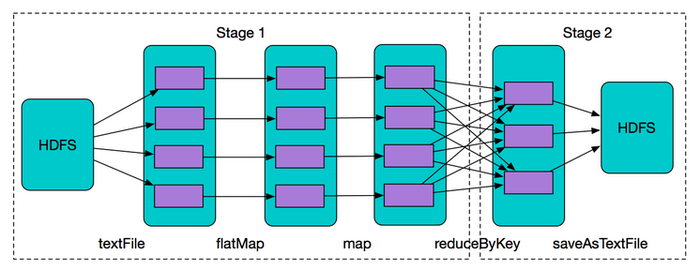 Stage 1
Stage 2
HDFS
HDFS
textFile
flatMap
map
reduceByKey
saveAsTextFile